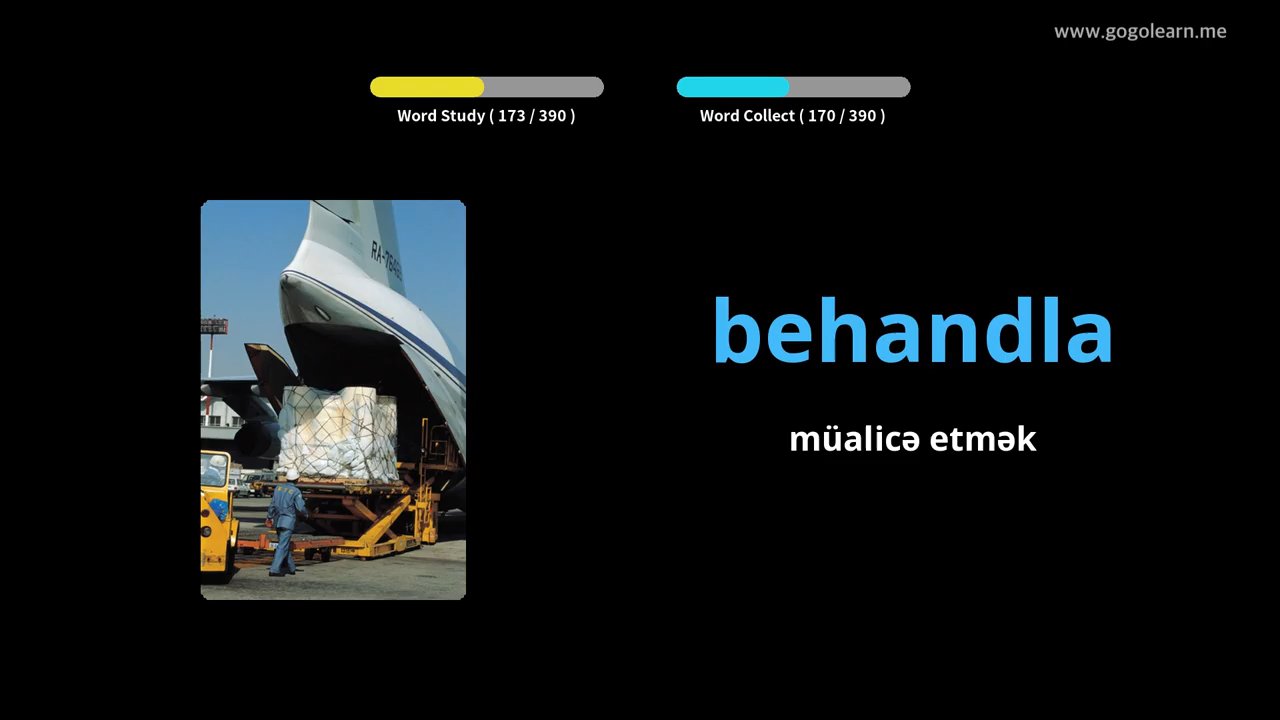 www.gogolearn.me
Word Study ( 173 / 390 )
Word Collect ( 170 / 390 )
behandla
müalicə etmək